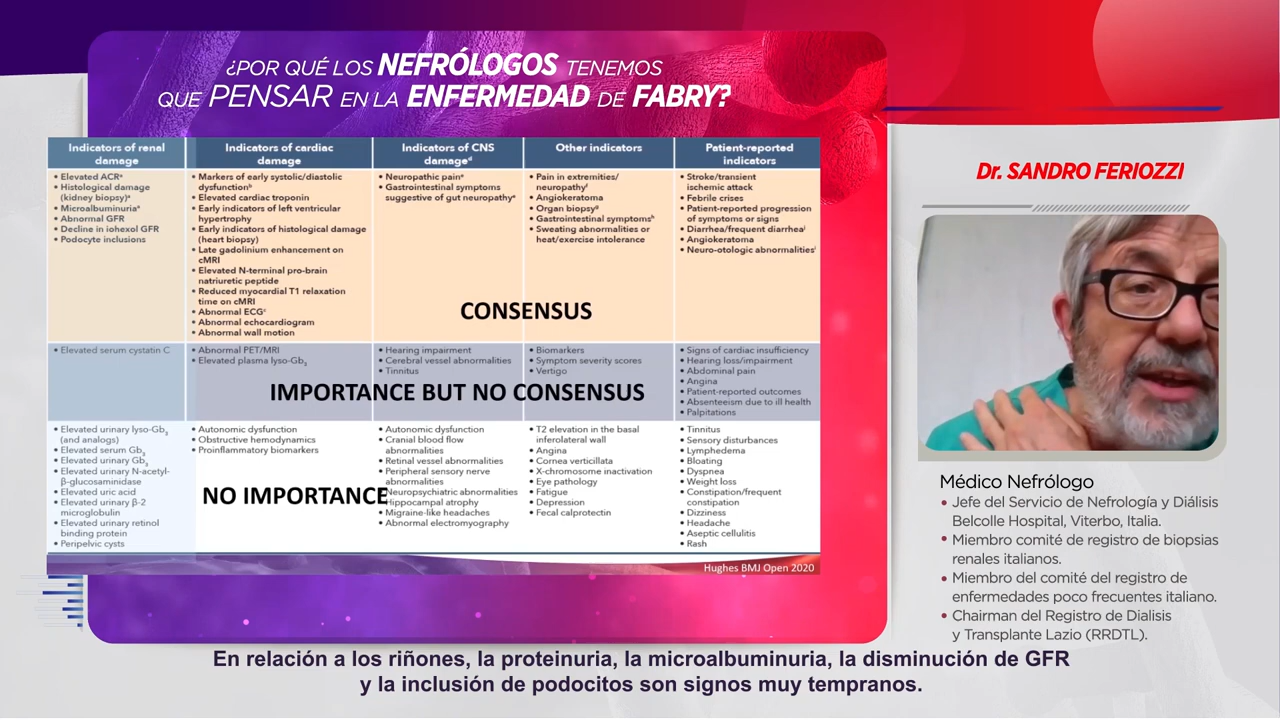 ¿POR QUÉ LOS NEFRÓLOGOS TENEMOS
QUE PENSAR EN LA ENFERMEDAD DE FABRY?
Indicators of renal
damage
• Elevated ACRᵃ
• Histological damage
(kidney biopsy)ᵃ
• Microalbuminuriaᵃ
• Abnormal GFR
• Decline in iohexol GFR
• Podocyte inclusions
Indicators of cardiac
damage
• Markers of early systolic/diastolic
dysfunctionᵇ
• Elevated cardiac troponin
• Early indicators of left ventricular
hypertrophy
• Early indicators of histological damage
(heart biopsy)
• Late gadolinium enhancement on
cMRI
• Elevated N-terminal pro-brain
natriuretic peptide
• Reduced myocardial T1 relaxation
time on cMRI
• Abnormal ECGᶜ
• Abnormal echocardiogram
• Abnormal wall motion
Indicators of CNS
damageᵈ
• Neuropathic painᵉ
• Gastrointestinal symptoms
suggestive of gut neuropathyᵉ
Other indicators
• Pain in extremities/
neuropathyᶠ
• Angiokeratoma
• Organ biopsyᵍ
• Gastrointestinal symptomsʰ
• Sweating abnormalities or
heat/exercise intolerance
Patient-reported
indicators
• Stroke/transient
ischemic attack
• Febrile crises
• Patient-reported progression
of symptoms or signs
• Diarrhea/frequent diarrheaⁱ
• Angiokeratoma
• Neuro-otologic abnormalitiesⁱ
CONSENSUS
• Elevated serum cystatin C
• Abnormal PET/MRI
• Elevated plasma lyso-Gb₃
• Hearing impairment
• Cerebral vessel abnormalities
• Tinnitus
• Biomarkers
• Symptom severity scores
• Vertigo
• Signs of cardiac insufficiency
• Hearing loss/impairment
• Abdominal pain
• Angina
• Patient-reported outcomes
• Absenteeism due to ill health
• Palpitations
IMPORTANCE BUT NO CONSENSUS
• Elevated urinary lyso-Gb₃
(and analogs)
• Elevated serum Gb₃
• Elevated urinary Gb₃
• Elevated urinary N-acetyl-
β-glucosaminidase
• Elevated uric acid
• Elevated urinary β-2
microglobulin
• Elevated urinary retinol
binding protein
• Peripelvic cysts
• Autonomic dysfunction
• Obstructive hemodynamics
• Proinflammatory biomarkers
• Autonomic dysfunction
• Cranial blood flow
abnormalities
• Retinal vessel abnormalities
• Peripheral sensory nerve
abnormalities
Neuropsychiatric abnormalities
Hippocampal atrophy
• Migraine-like headaches
• Abnormal electromyography
• T2 elevation in the basal
inferolateral wall
• Angina
• Cornea verticillata
• X-chromosome inactivation
• Eye pathology
• Fatigue
• Depression
• Fecal calprotectin
• Tinnitus
• Sensory disturbances
• Lymphedema
• Bloating
• Dyspnea
• Weight loss
• Constipation/frequent
constipation
• Dizziness
• Headache
• Aseptic cellulitis
• Rash
NO IMPORTANCE
Hughes BMJ Open 2020
Dr. SANDRO FERIOZZI
Médico Nefrólogo
• Jefe del Servicio de Nefrología y Diálisis
Belcolle Hospital, Viterbo, Italia.
• Miembro comité de registro de biopsias
renales italianos.
• Miembro del comité del registro de
enfermedades poco frecuentes italiano.
• Chairman del Registro de Dialisis
y Transplante Lazio (RRDTL).
En relación a los riñones, la proteinuria, la microalbuminuria, la disminución de GFR
y la inclusión de podocitos son signos muy tempranos.